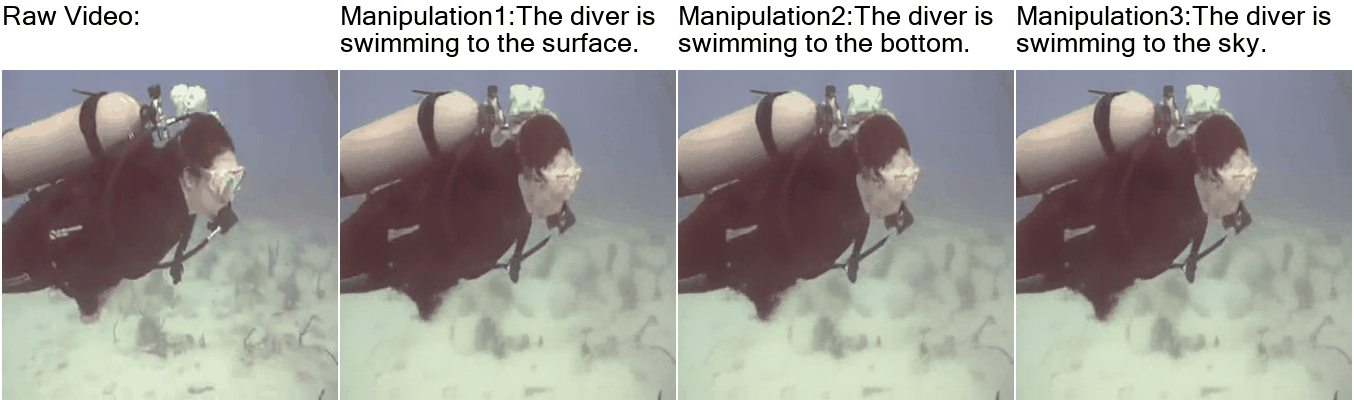 Raw Video:
Manipulation1:The diver is
swimming to the surface.
Manipulation2:The diver is
swimming to the bottom.
Manipulation3:The diver is
swimming to the sky.